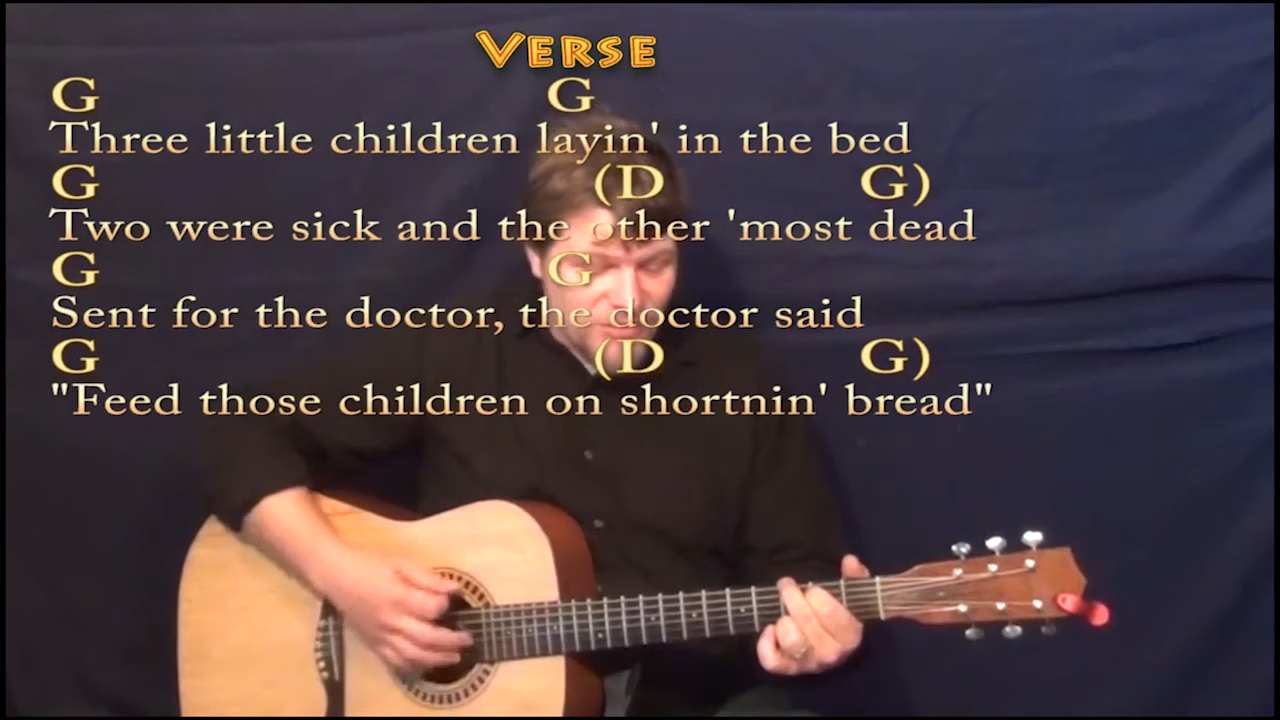 VERSE
G G
Three little children layin' in the bed
G (D G)
Two were sick and the other 'most dead
G G
Sent for the doctor, the doctor said
G (D G)
"Feed those children on shortnin' bread"